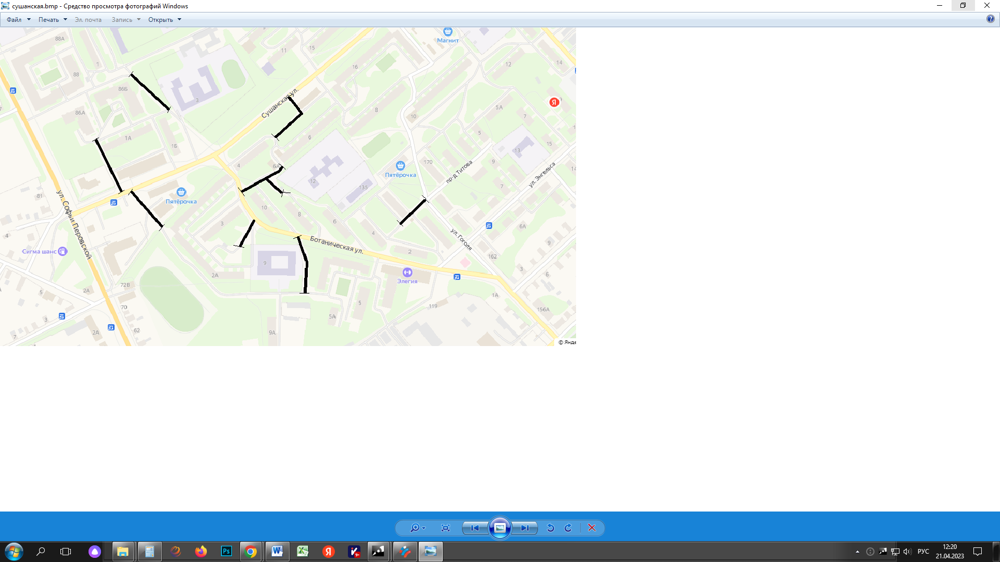 сушанская.bmp - Средство просмотра фотографий Windows
Файл Печать Эл. почта Запись Открыть
88А
9
Магнит
11
15
14
1
16
12
88
86Б
3
9
Сушанская ул.
86А
8
5А
10
7
1А
6
5
15
1Б
13
4
6А
170
9
Пятёрочка
пр-д Титова
ул. Энгельса
12
135
7
81
Пятёрочка
ул. Софьи Перовской
10
8
6
3
4
6А
4
Ботаническая ул.
ул. Гоголя
9
Сигма шанс
2
162
9
3
2А
6
Элегия
72В
5
2А
1А
70
5
119
156А
3
5А
7
2А
62
9А
© Янде
Ps
РУС
12:20
21.04.2023